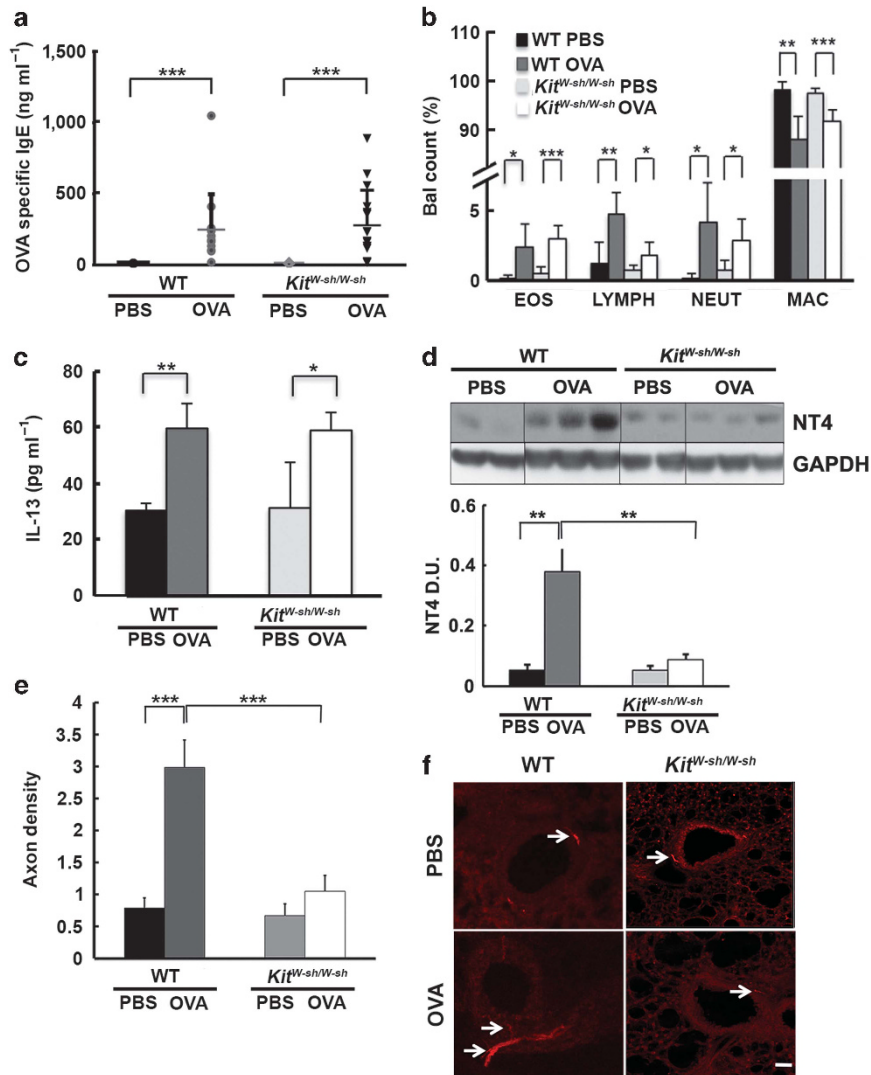 a
OVA specific IgE (ng ml⁻¹)
1,500
1,000
500
0
***
***
WT
Kit^W-sh/W-sh
PBS OVA PBS OVA
b
Bal count (%)
100
90
5
0
WT PBS
WT OVA
Kit^W-sh/W-sh PBS
Kit^W-sh/W-sh OVA
* *** ** * * * ** ***
EOS LYMPH NEUT MAC
c
IL-13 (pg ml⁻¹)
80
60
40
20
0
**
*
WT
Kit^W-sh/W-sh
PBS OVA PBS OVA
d
WT
Kit^W-sh/W-sh
PBS OVA PBS OVA
NT4
GAPDH
NT4 D.U.
0.6
0.4
0.2
0
**
**
WT
Kit^W-sh/W-sh
PBS OVA PBS OVA
e
Axon density
4
3.5
3
2.5
2
1.5
1
0.5
0
***
***
WT
Kit^W-sh/W-sh
PBS OVA PBS OVA
f
WT
Kit^W-sh/W-sh
PBS
OVA